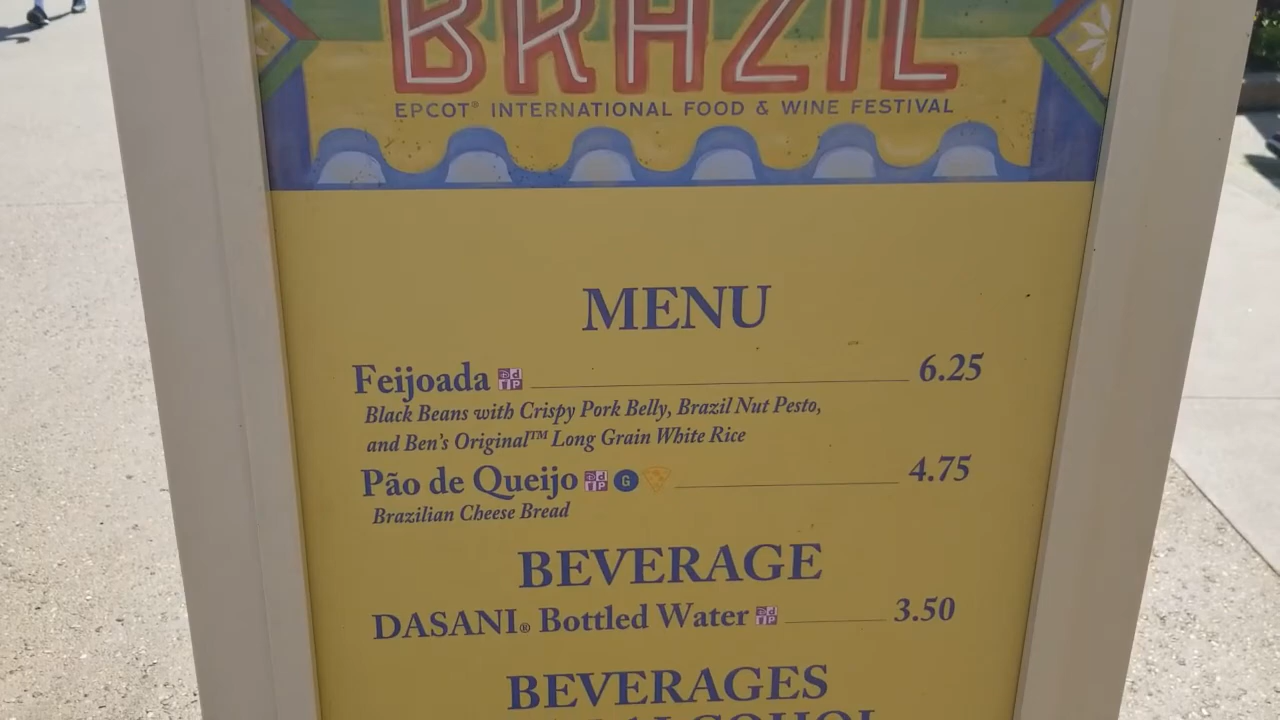 BRAZIL
EPCOT® INTERNATIONAL FOOD & WINE FESTIVAL
MENU
Feijoada 6.25
Black Beans with Crispy Pork Belly, Brazil Nut Pesto,
and Ben's Original™ Long Grain White Rice
Pão de Queijo G 4.75
Brazilian Cheese Bread
BEVERAGE
DASANI® Bottled Water 3.50
BEVERAGES
ALCOHOL